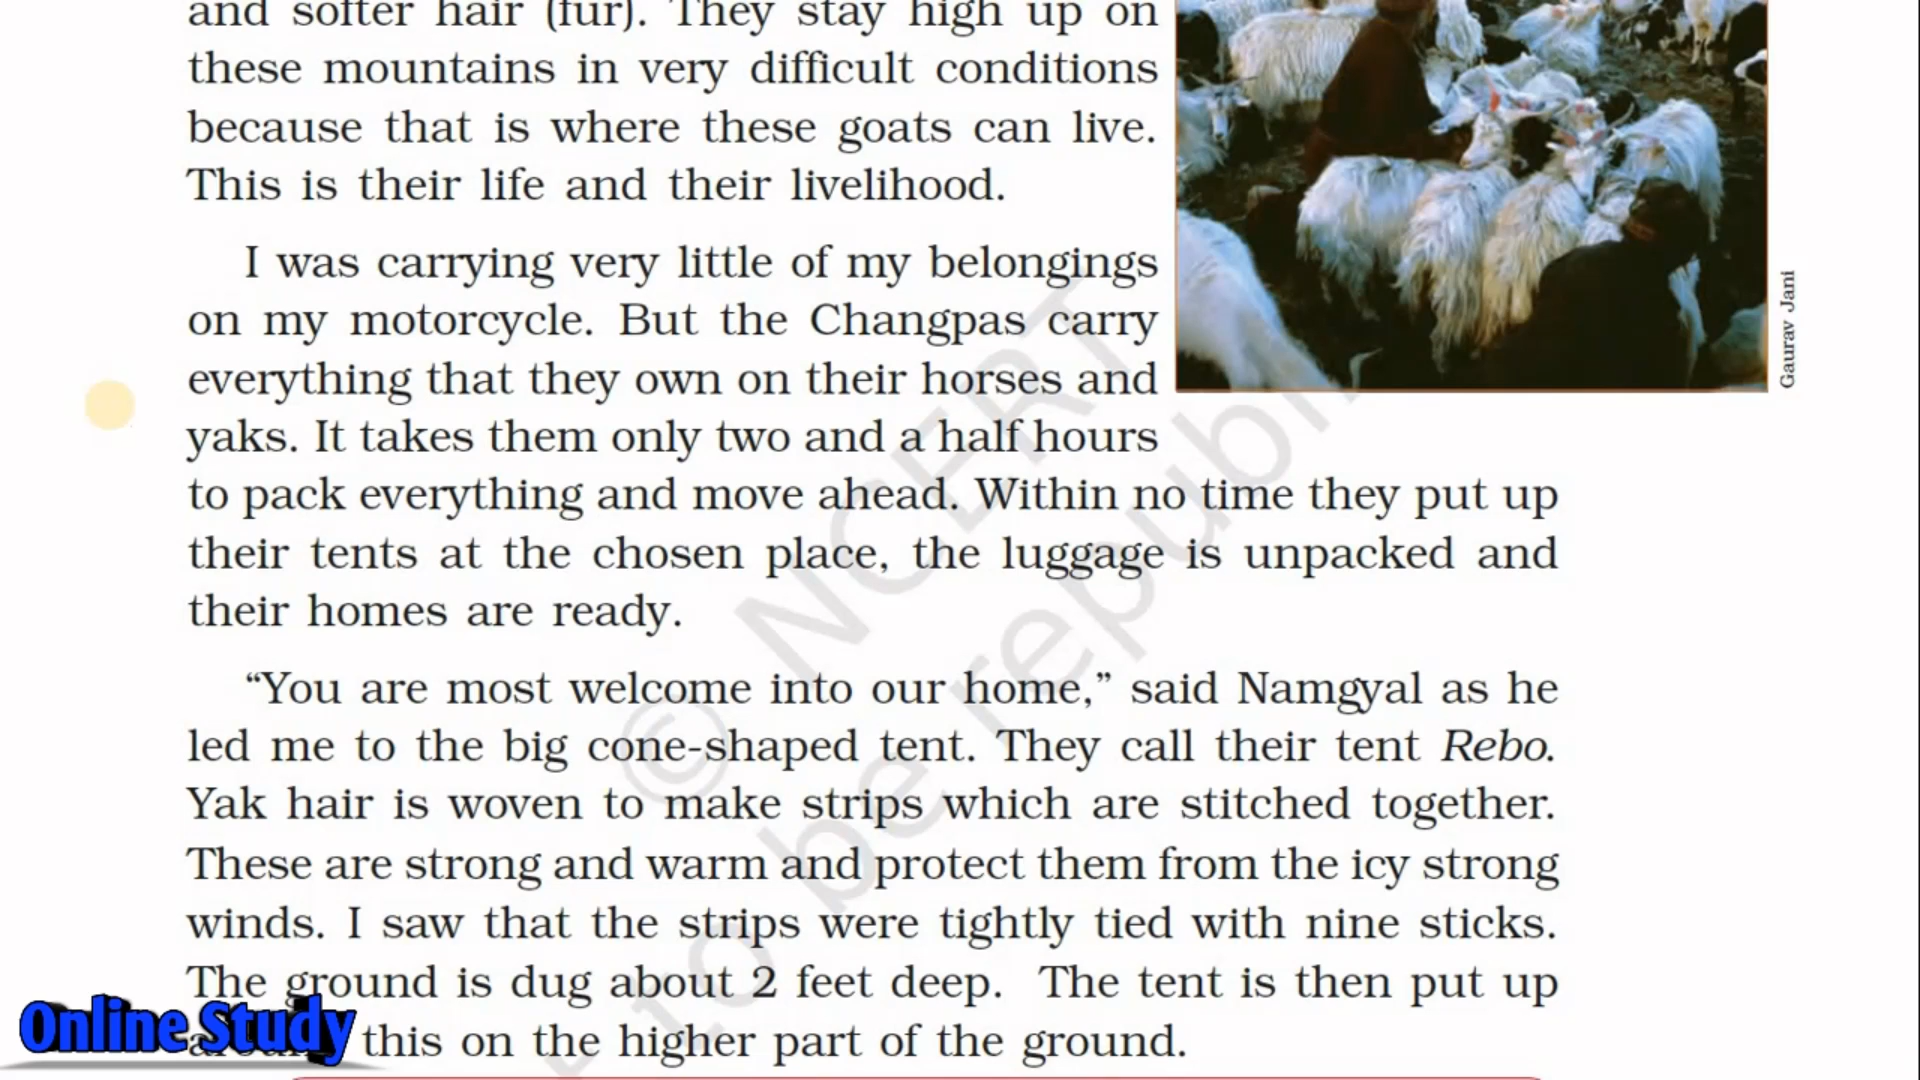 and softer hair (fur). They stay high up on
these mountains in very difficult conditions
because that is where these goats can live.
This is their life and their livelihood.
I was carrying very little of my belongings
on my motorcycle. But the Changpas carry
everything that they own on their horses and
yaks. It takes them only two and a half hours
to pack everything and move ahead. Within no time they put up
their tents at the chosen place, the luggage is unpacked and
their homes are ready.
“You are most welcome into our home,” said Namgyal as he
led me to the big cone-shaped tent. They call their tent Rebo.
Yak hair is woven to make strips which are stitched together.
These are strong and warm and protect them from the icy strong
winds. I saw that the strips were tightly tied with nine sticks.
The ground is dug about 2 feet deep. The tent is then put up
this on the higher part of the ground.
Gaurav Jani
© NCERT
to be republi
Online Study